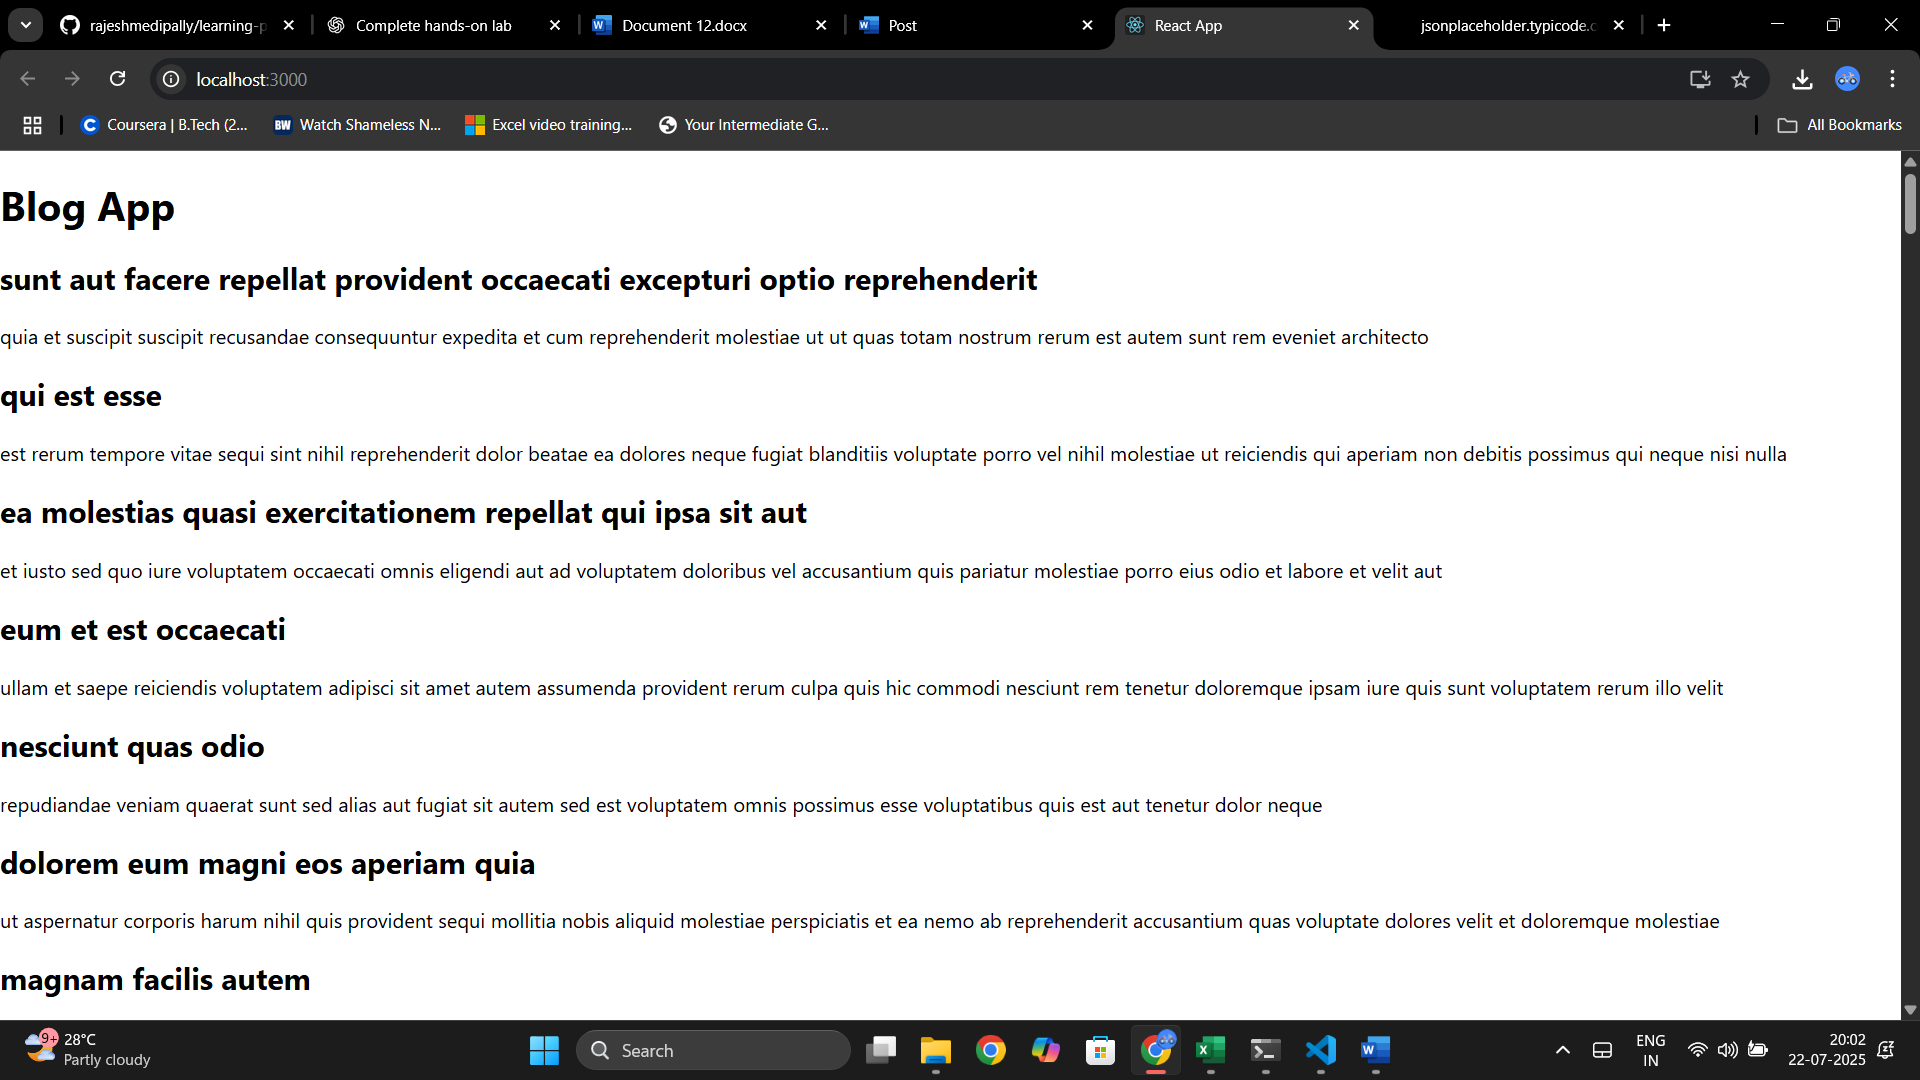 rajeshmedipally/learning-p
Complete hands-on lab
Document 12.docx
Post
React App
jsonplaceholder.typicode.c
localhost:3000
Coursera | B.Tech (2...
BW
Watch Shameless N...
Excel video training...
Your Intermediate G...
All Bookmarks
Blog App
sunt aut facere repellat provident occaecati excepturi optio reprehenderit
quia et suscipit suscipit recusandae consequuntur expedita et cum reprehenderit molestiae ut ut quas totam nostrum rerum est autem sunt rem eveniet architecto
qui est esse
est rerum tempore vitae sequi sint nihil reprehenderit dolor beatae ea dolores neque fugiat blanditiis voluptate porro vel nihil molestiae ut reiciendis qui aperiam non debitis possimus qui neque nisi nulla
ea molestias quasi exercitationem repellat qui ipsa sit aut
et iusto sed quo iure voluptatem occaecati omnis eligendi aut ad voluptatem doloribus vel accusantium quis pariatur molestiae porro eius odio et labore et velit aut
eum et est occaecati
ullam et saepe reiciendis voluptatem adipisci sit amet autem assumenda provident rerum culpa quis hic commodi nesciunt rem tenetur doloremque ipsam iure quis sunt voluptatem rerum illo velit
nesciunt quas odio
repudiandae veniam quaerat sunt sed alias aut fugiat sit autem sed est voluptatem omnis possimus esse voluptatibus quis est aut tenetur dolor neque
dolorem eum magni eos aperiam quia
ut aspernatur corporis harum nihil quis provident sequi mollitia nobis aliquid molestiae perspiciatis et ea nemo ab reprehenderit accusantium quas voluptate dolores velit et doloremque molestiae
magnam facilis autem
9+
28°C
Partly cloudy
Search
ENG
IN
20:02
22-07-2025